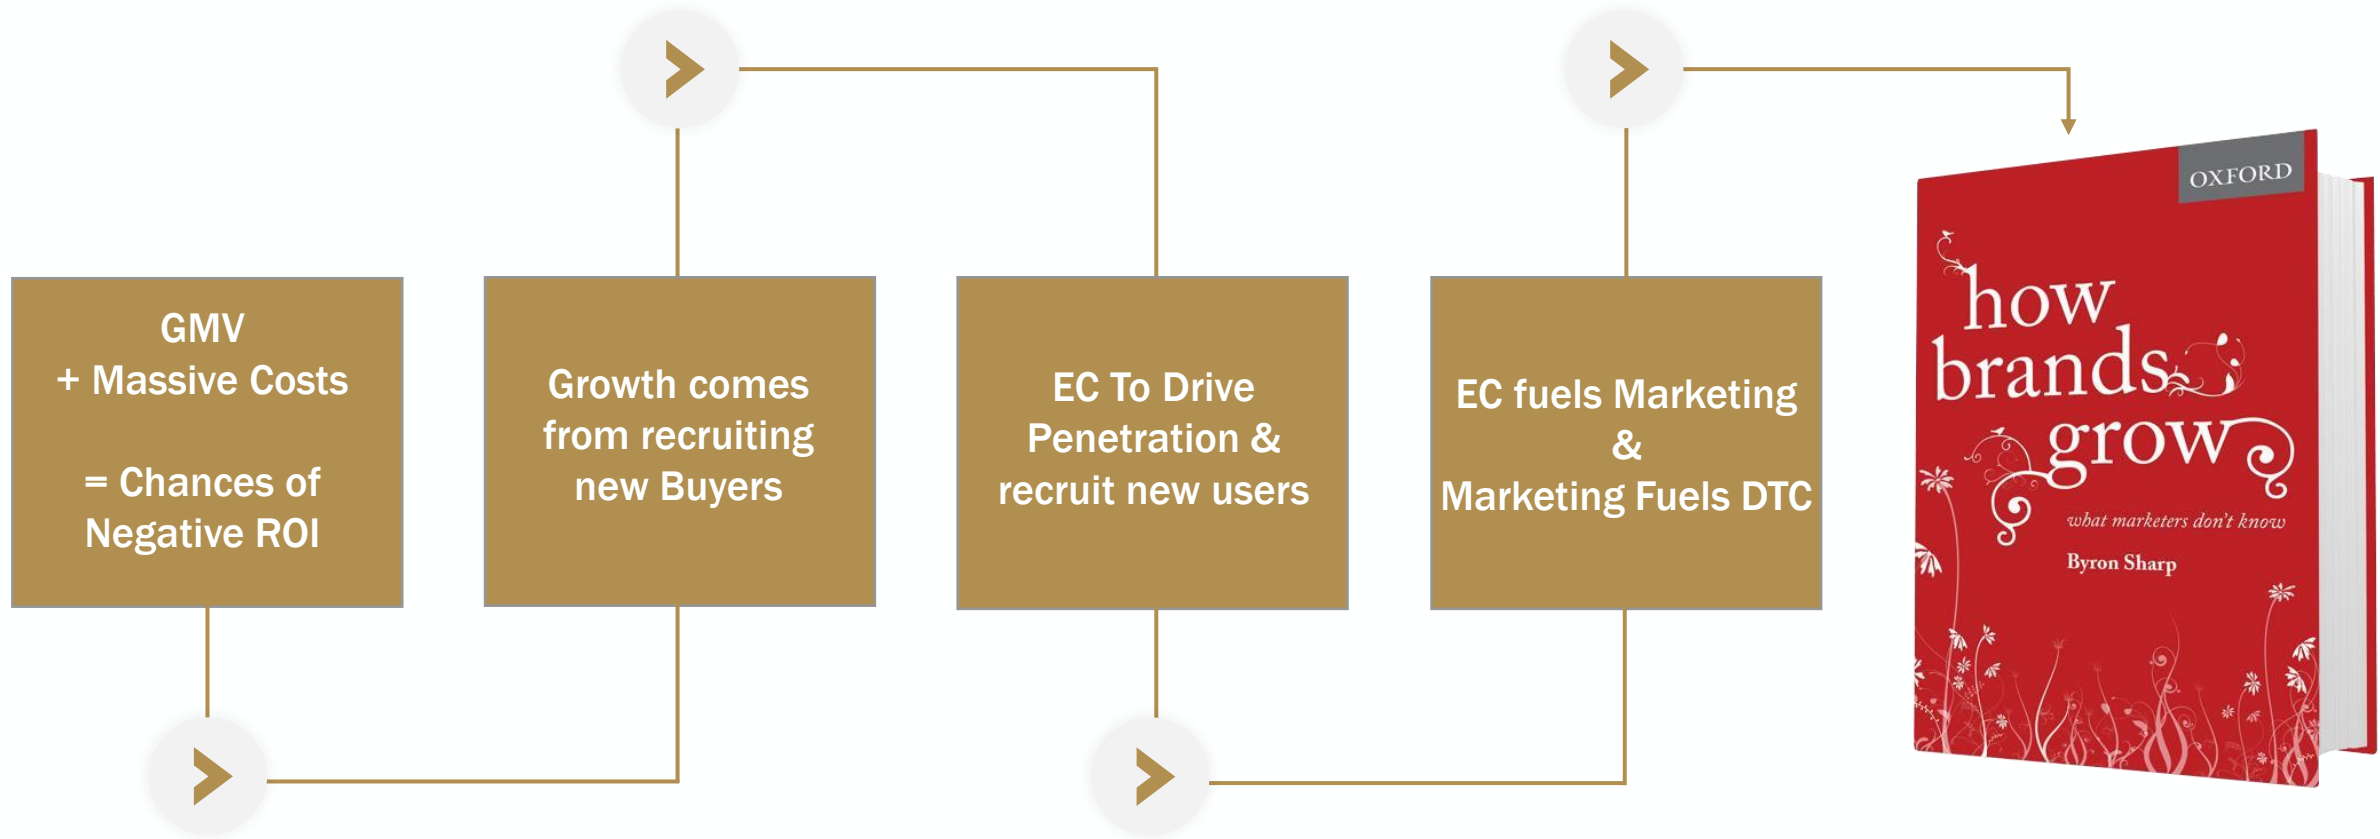 GMV
+ Massive Costs
= Chances of
Negative ROI
Growth comes
from recruiting
new Buyers
EC To Drive
Penetration &
recruit new users
EC fuels Marketing
&
Marketing Fuels DTC
OXFORD
how
brands
grow
what marketers don't know
Byron Sharp